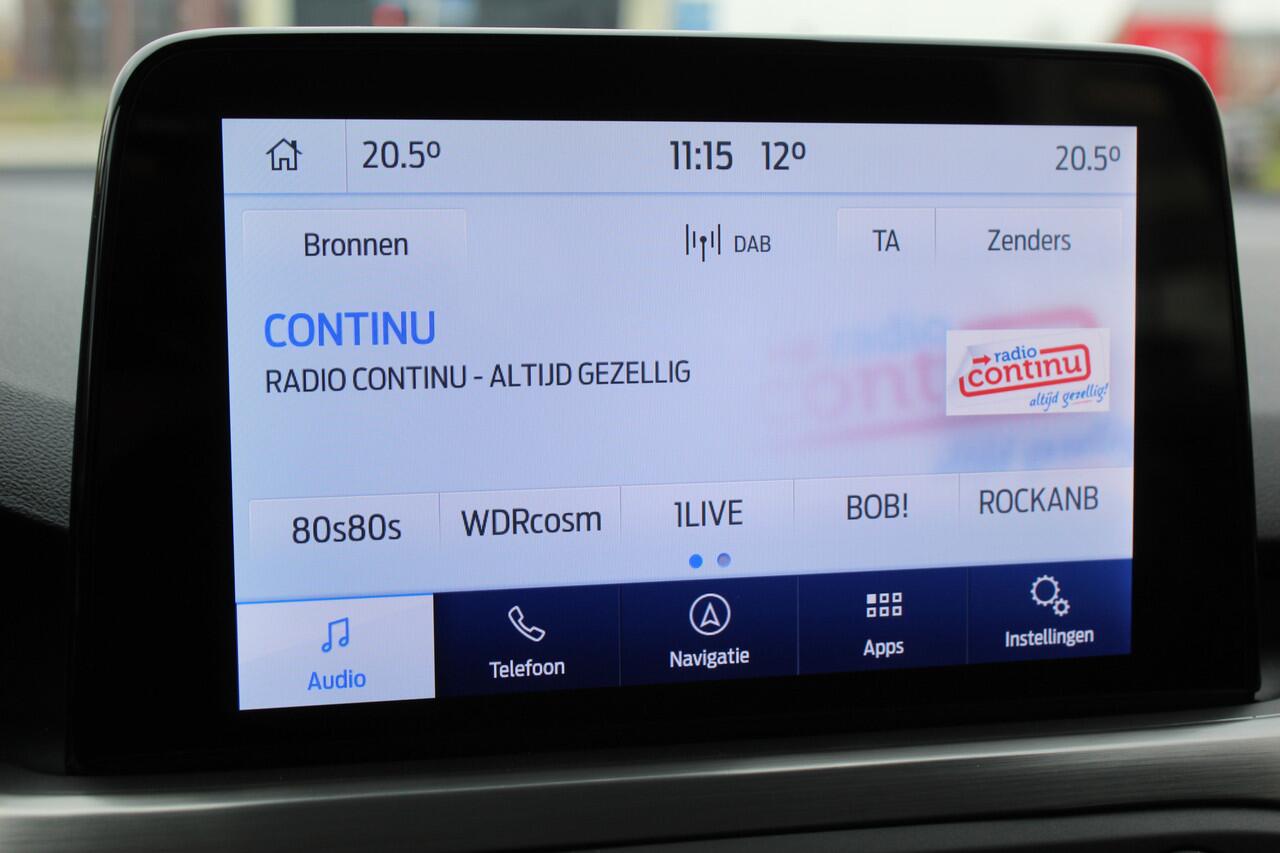 20.5° 11:15 12° 20.5°
Bronnen DAB TA Zenders
CONTINU
RADIO CONTINU - ALTIJD GEZELLIG
radio
continu
altijd gezellig!
80s80s WDRcosm 1LIVE BOB! ROCKANB
Audio Telefoon Navigatie Apps Instellingen